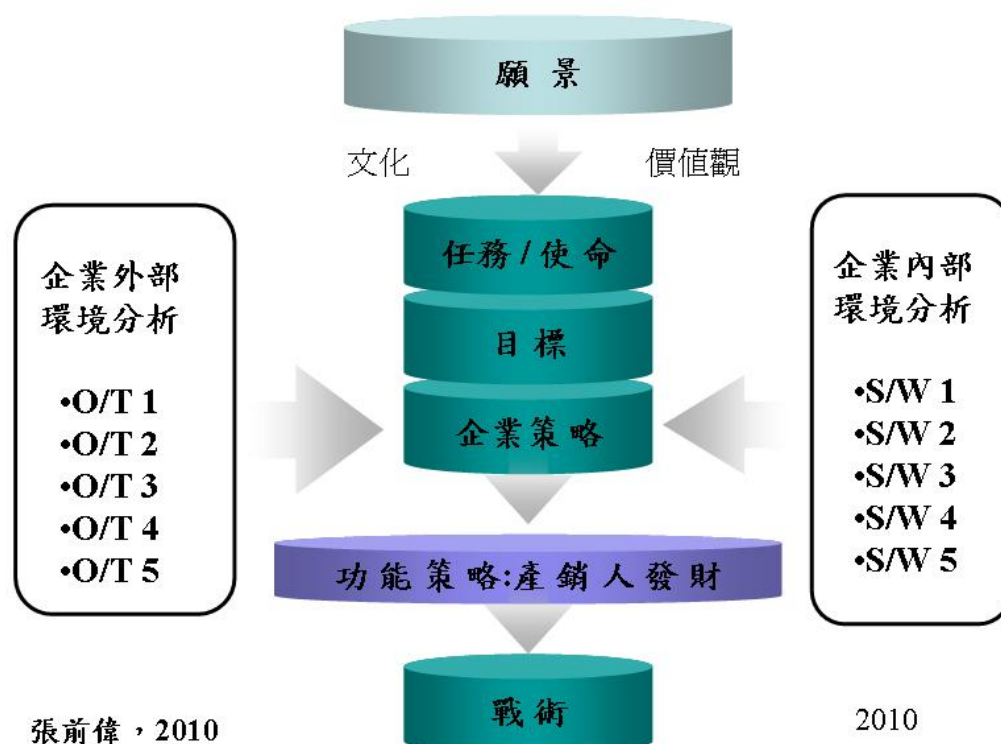 願景
文化
價值觀
任務/使命
目標
企業策略
功能策略:產銷人發財
戰術
企業外部
環境分析
•O/T 1
•O/T 2
•O/T 3
•O/T 4
•O/T 5
企業內部
環境分析
•S/W 1
•S/W 2
•S/W 3
•S/W 4
•S/W 5
張前偉，2010
2010